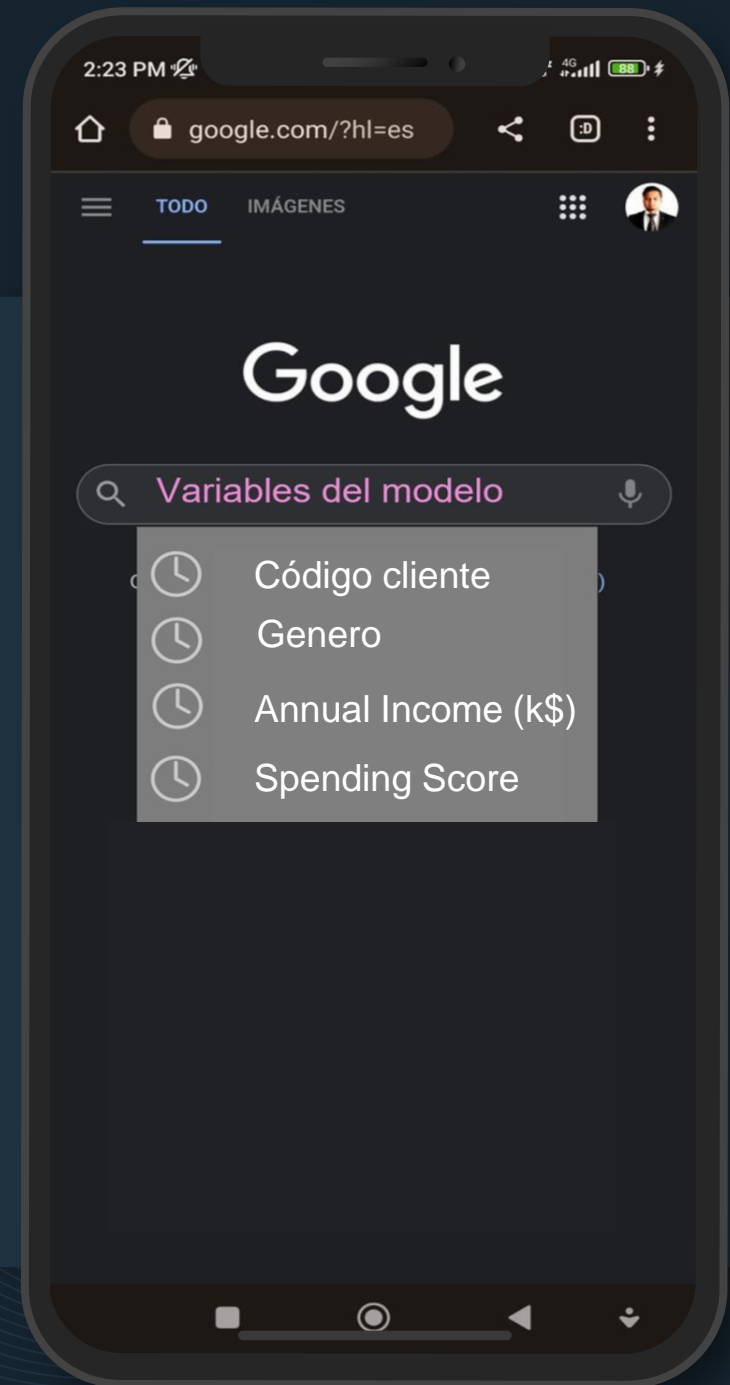 2:23 PM 4G 88
google.com/?hl=es :D
TODO IMÁGENES
Google
Variables del modelo
Código cliente
Genero
Annual Income (k$)
Spending Score